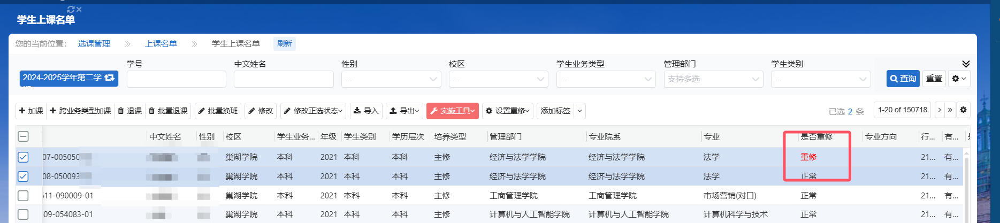 学生上课名单
您的当前位置： 选课管理 上课名单 学生上课名单 刷新
学号 中文姓名 性别 校区 学生业务类型 管理部门 学生类别
2024-2025学年第二学 ... ... ... 支持多选 ... 查询 重置
加课 跨业务类型加课 退课 批量退课 批量换班 修改 修改正选状态 导入 导出 实施工具 设置重修 添加标签 已选 2 条 1-20 of 150718
中文姓名 性别 校区 学生业务... 年级 学生类别 学历层次 培养类型 管理部门 专业院系 专业 是否重修 专业方向 行... 有...
07-005050 巢湖学院 本科 2021 本科 本科 主修 经济与法学学院 经济与法学学院 法学 重修 21... 有...
08-050093 巢湖学院 本科 2021 本科 本科 主修 经济与法学学院 经济与法学学院 法学 正常 21... 有...
511-090009-01 巢湖学院 本科 2021 本科 本科 主修 工商管理学院 工商管理学院 市场营销(对口) 正常 21... 有...
509-054083-01 巢湖学院 本科 2021 本科 本科 主修 计算机与人工智能学院 计算机与人工智能学院 计算机科学与技术 正常 21... 有...